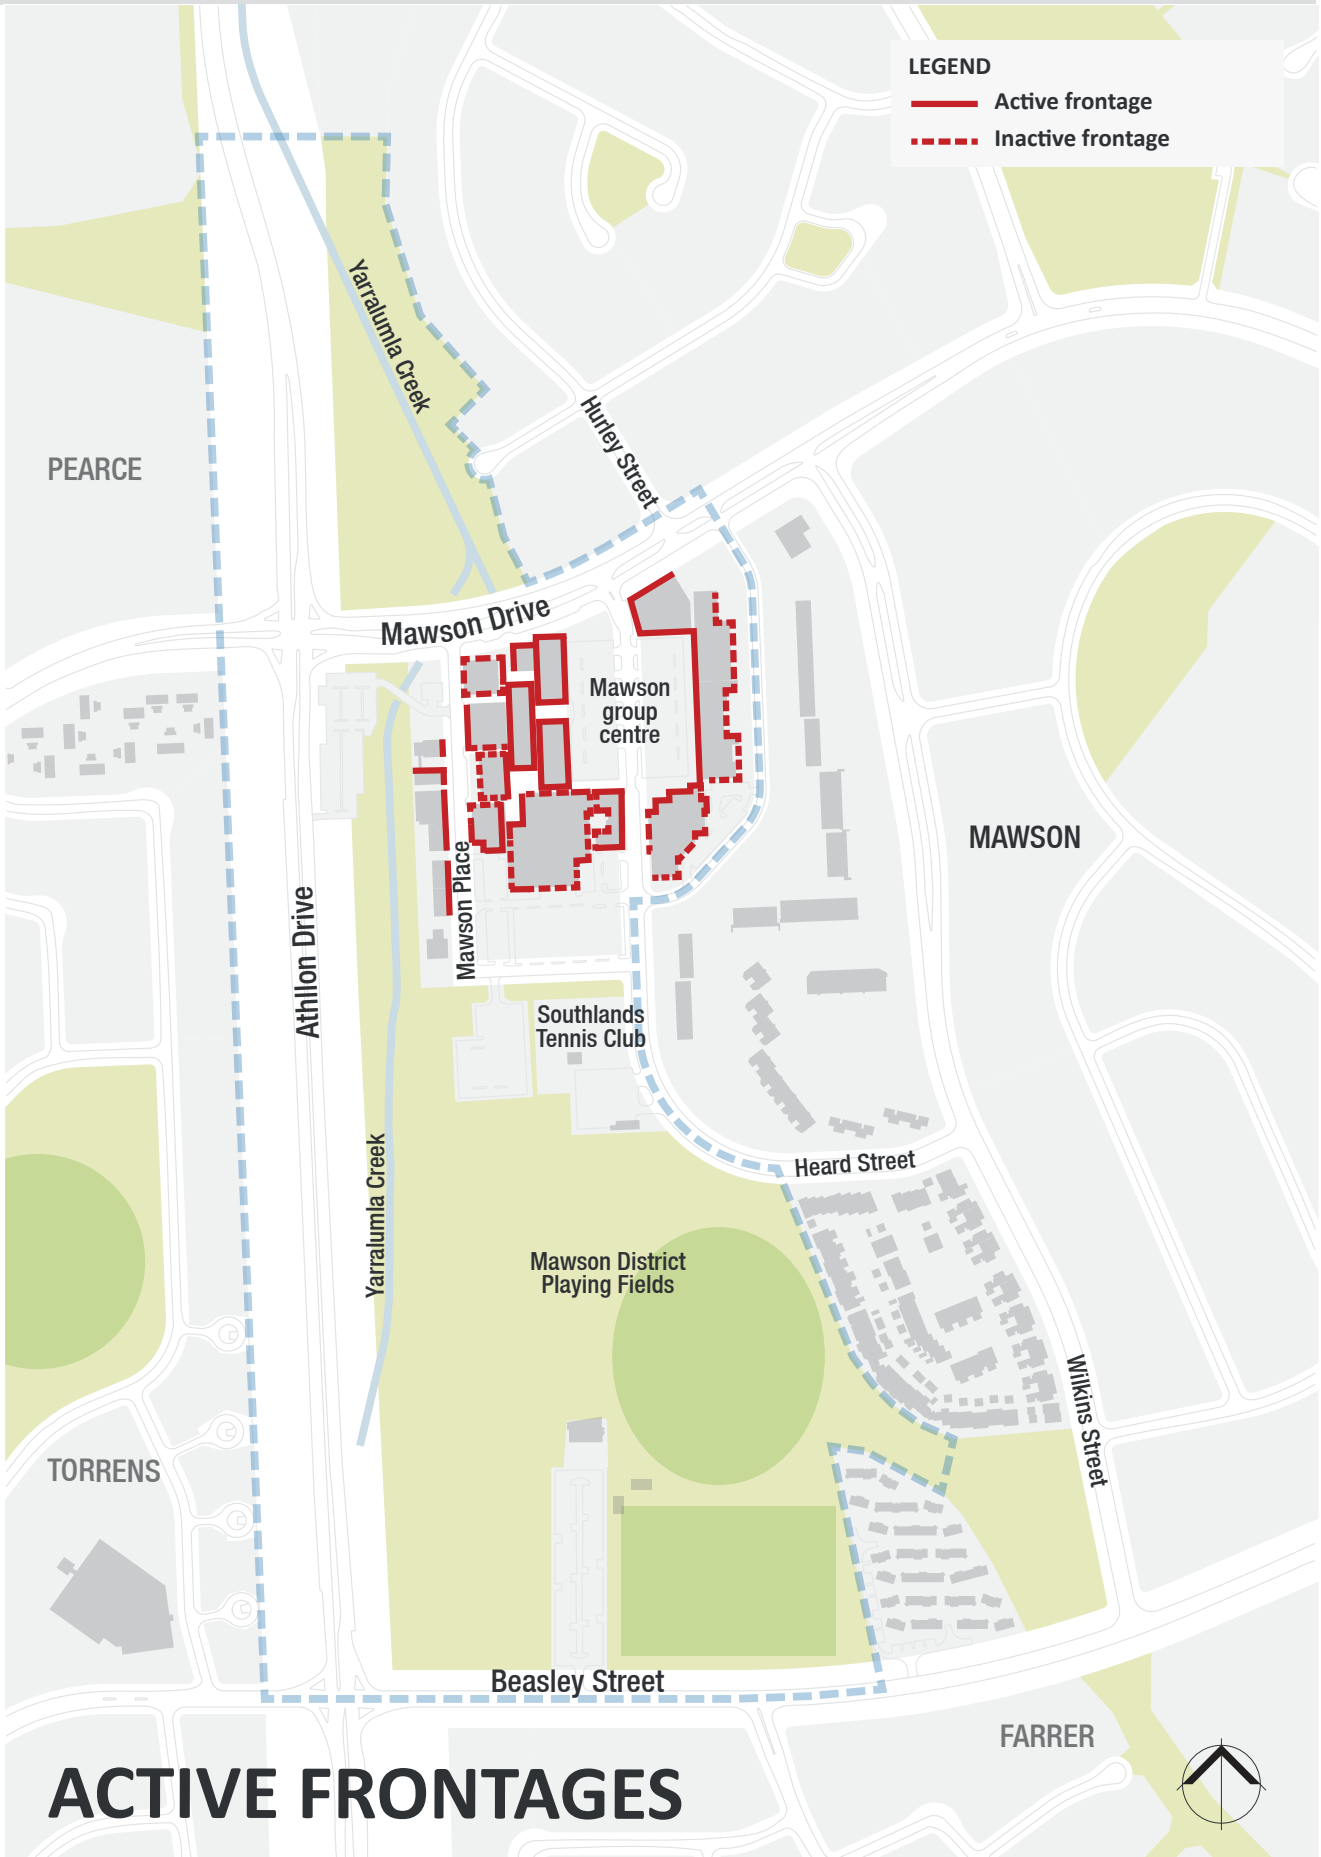 LEGEND
Active frontage
Inactive frontage
Yarralumla Creek
Hurley Street
PEARCE
Mawson Drive
Mawson
group
centre
MAWSON
Mawson Place
Athllon Drive
Southlands
Tennis Club
Yarralumla Creek
Heard Street
Mawson District
Playing Fields
Wilkins Street
TORRENS
Beasley Street
FARRER
ACTIVE FRONTAGES